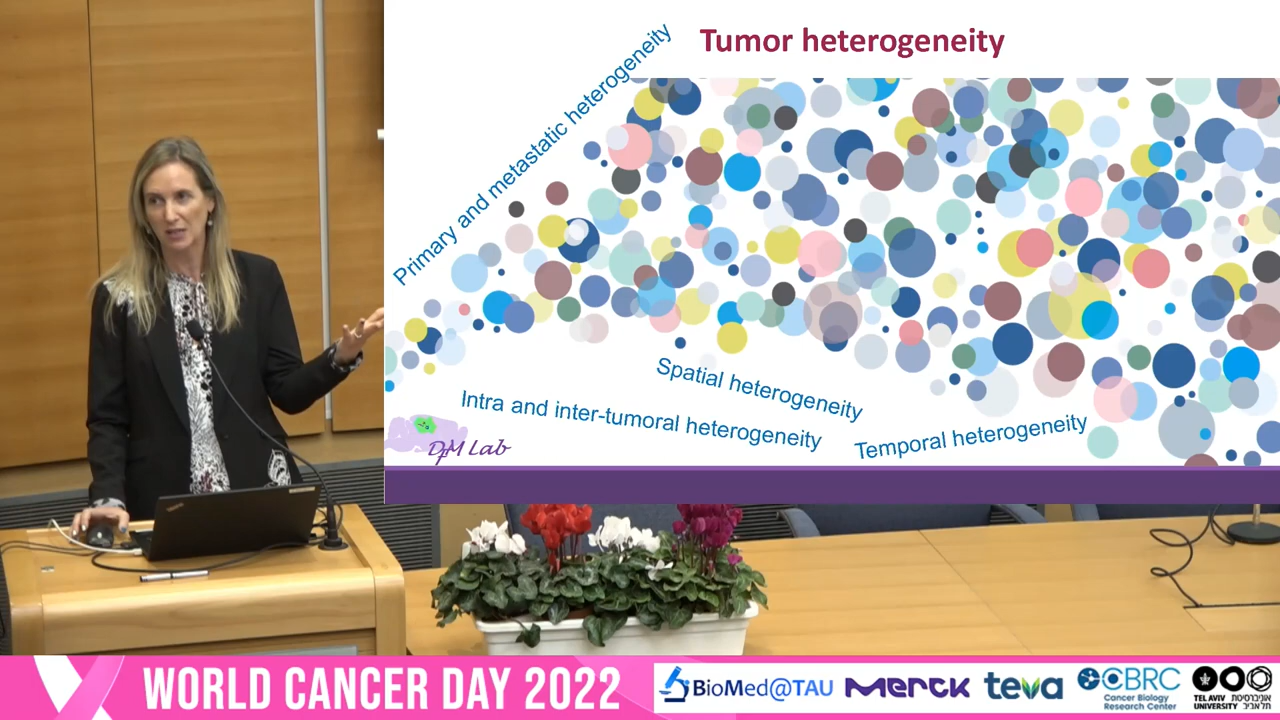 Tumor heterogeneity
Primary and metastatic heterogeneity
Spatial heterogeneity
Intra and inter-tumoral heterogeneity
Temporal heterogeneity
DM Lab
WORLD CANCER DAY 2022
BioMed@TAU
Merck
teva
CBRC
Cancer Biology
Research Center
TEL AVIV אוניברסיטת
UNIVERSITY תל אביב